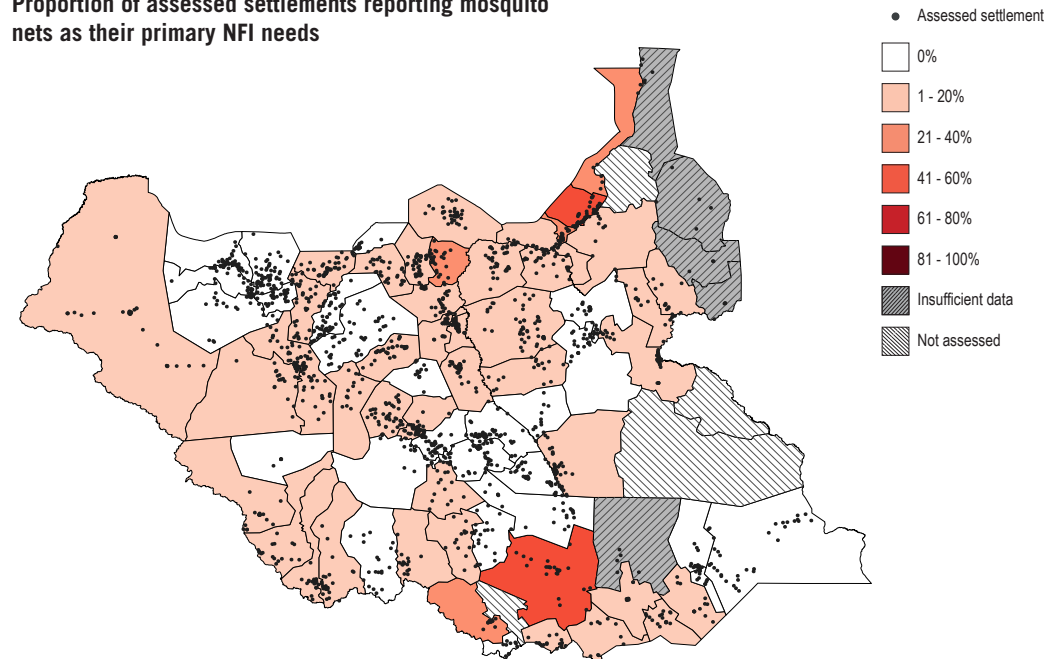 Proportion of assessed settlements reporting mosquito
nets as their primary NFI needs
Assessed settlement
0%
1 - 20%
21 - 40%
41 - 60%
61 - 80%
81 - 100%
Insufficient data
Not assessed